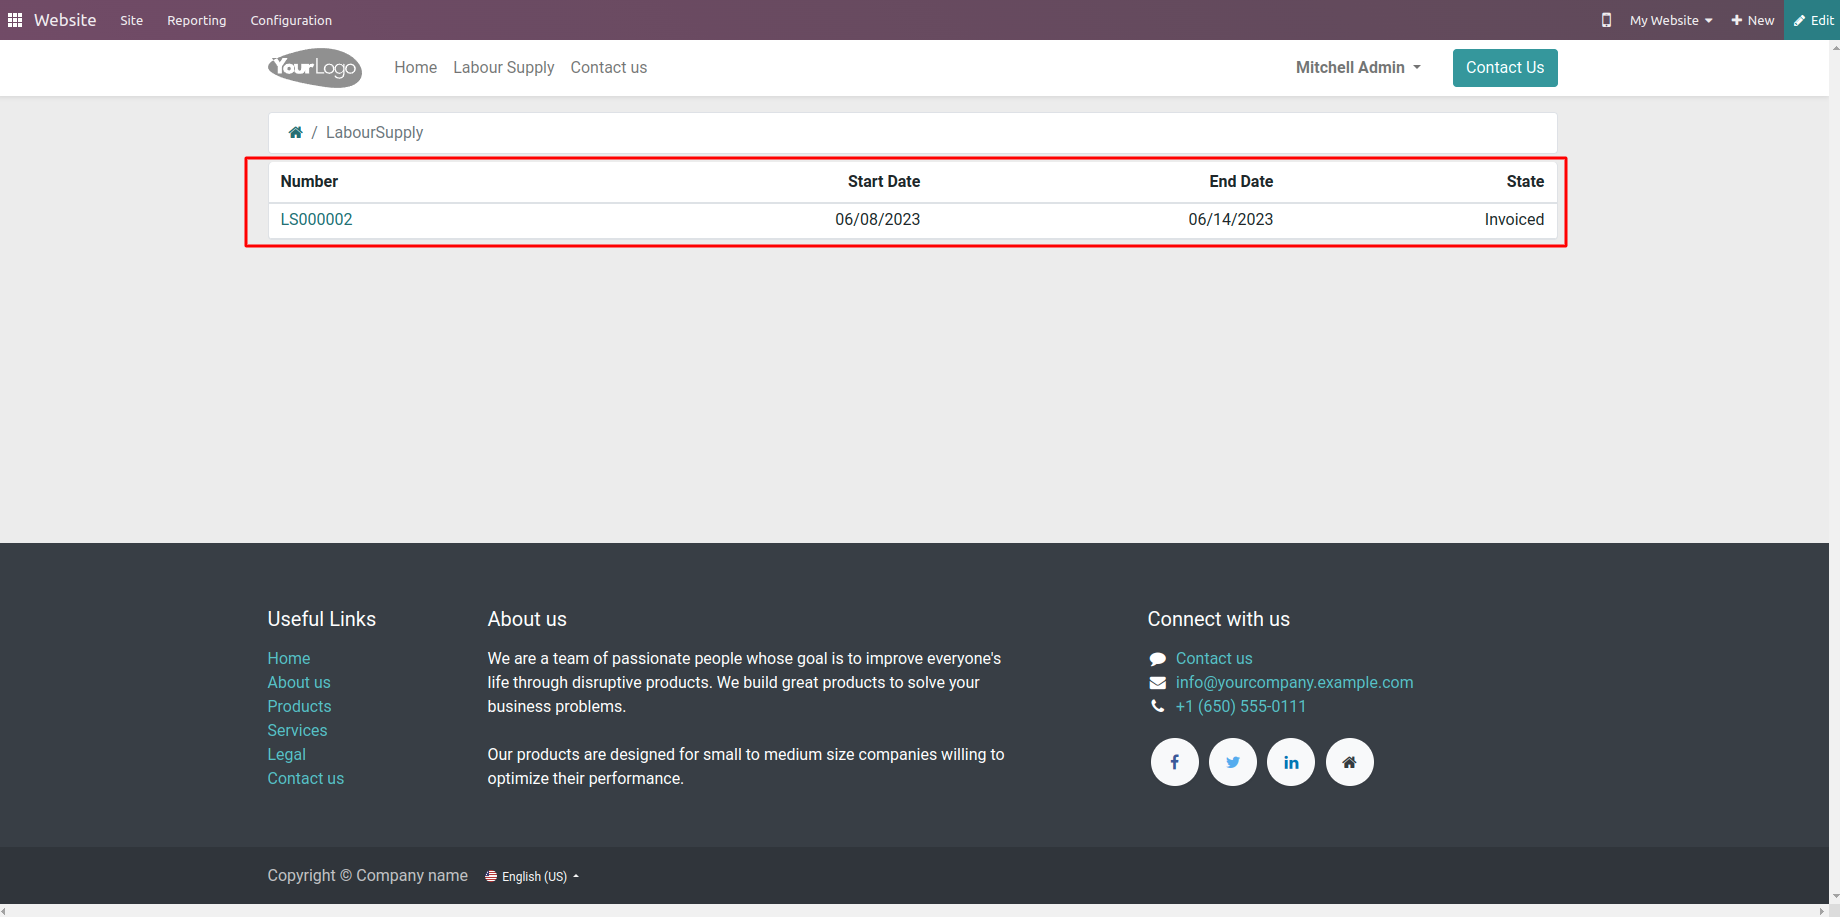 Website Site Reporting Configuration My Website New Edit
YourLogo Home Labour Supply Contact us Mitchell Admin Contact Us
/ LabourSupply
Number Start Date End Date State
LS000002 06/08/2023 06/14/2023 Invoiced
Useful Links
Home
About us
Products
Services
Legal
Contact us
About us
We are a team of passionate people whose goal is to improve everyone's
life through disruptive products. We build great products to solve your
business problems.
Our products are designed for small to medium size companies willing to
optimize their performance.
Connect with us
Contact us
info@yourcompany.example.com
+1 (650) 555-0111
Copyright © Company name English (US)